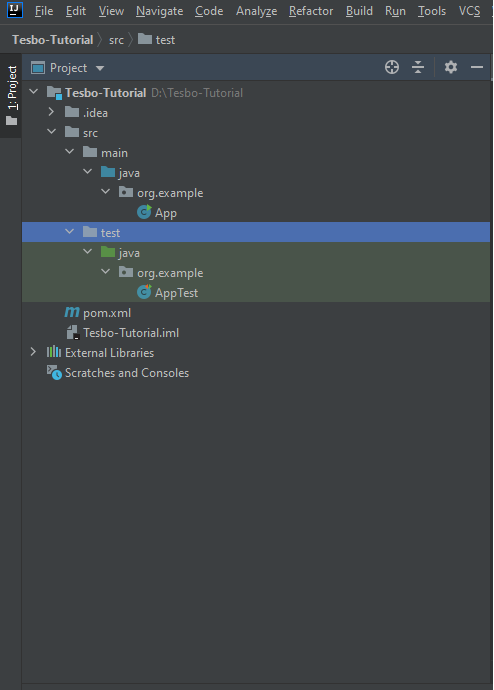 IJ File Edit View Navigate Code Analyze Refactor Build Run Tools VCS
Tesbo-Tutorial src test
1: Project
Project
Tesbo-Tutorial D:\Tesbo-Tutorial
.idea
src
main
java
org.example
App
test
java
org.example
AppTest
pom.xml
Tesbo-Tutorial.iml
External Libraries
Scratches and Consoles